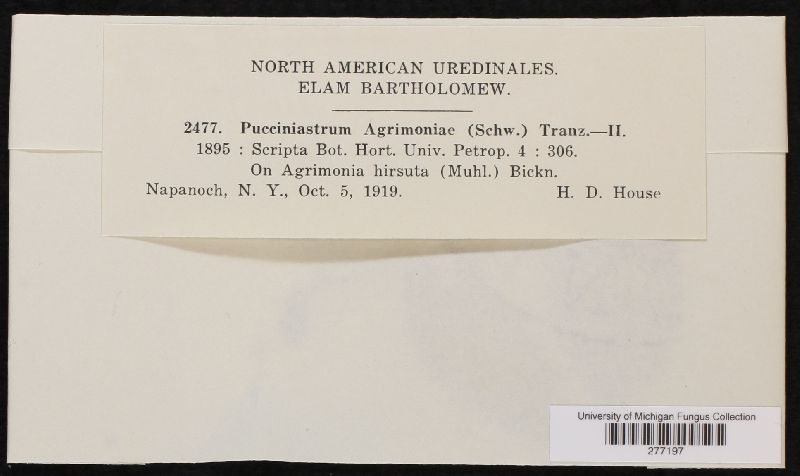 NORTH AMERICAN UREDINALES.
ELAM BARTHOLOMEW.
2477. Pucciniastrum Agrimoniae (Schw.) Tranz.—II.
1895 : Scripta Bot. Hort. Univ. Petrop. 4 : 306.
On Agrimonia hirsuta (Muhl.) Bickn.
Napanoch, N. Y., Oct. 5, 1919. H. D. House
University of Michigan Fungus Collection
277197